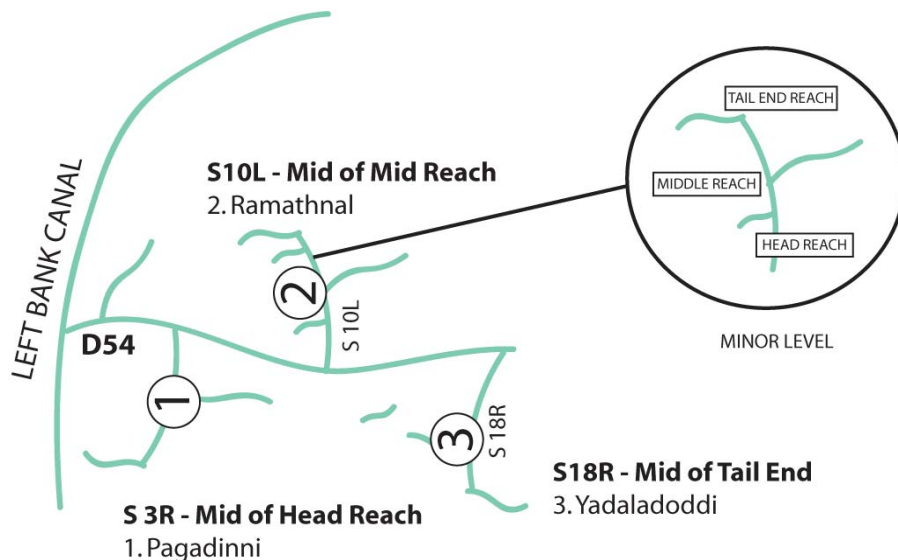 LEFT BANK CANAL
D54
S10L - Mid of Mid Reach
2. Ramathnal
2
S 10L
TAIL END REACH
MIDDLE REACH
HEAD REACH
MINOR LEVEL
1
S 3R - Mid of Head Reach
1. Pagadinni
3
S 18R
S18R - Mid of Tail End
3. Yadaladoddi